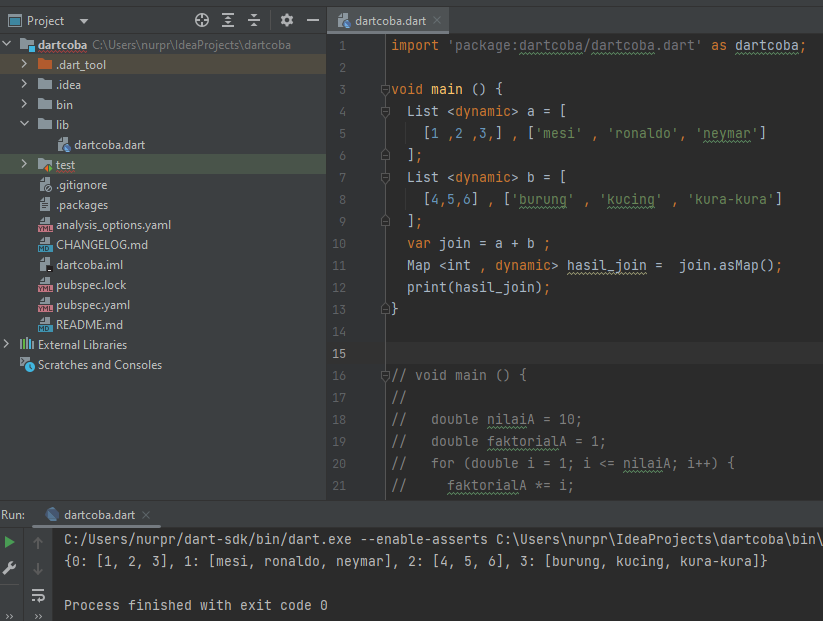 Project
dartcoba C:\Users\nurpr\IdeaProjects\dartcoba
.dart_tool
.idea
bin
lib
dartcoba.dart
test
.gitignore
.packages
analysis_options.yaml
CHANGELOG.md
dartcoba.iml
pubspec.lock
pubspec.yaml
README.md
External Libraries
Scratches and Consoles
dartcoba.dart
1 import 'package:dartcoba/dartcoba.dart' as dartcoba;
2
3 void main () {
4 List <dynamic> a = [
5 [1 ,2 ,3,] , ['mesi' , 'ronaldo', 'neymar']
6 ];
7 List <dynamic> b = [
8 [4,5,6] , ['burung' , 'kucing' , 'kura-kura']
9 ];
10 var join = a + b ;
11 Map <int , dynamic> hasil_join = join.asMap();
12 print(hasil_join);
13 }
14
15
16 // void main () {
17 //
18 // double nilaiA = 10;
19 // double faktorialA = 1;
20 // for (double i = 1; i <= nilaiA; i++) {
21 // faktorialA *= i;
Run: dartcoba.dart
C:/Users/nurpr/dart-sdk/bin/dart.exe --enable-asserts C:\Users\nurpr\IdeaProjects\dartcoba\bin\
{0: [1, 2, 3], 1: [mesi, ronaldo, neymar], 2: [4, 5, 6], 3: [burung, kucing, kura-kura]}
Process finished with exit code 0